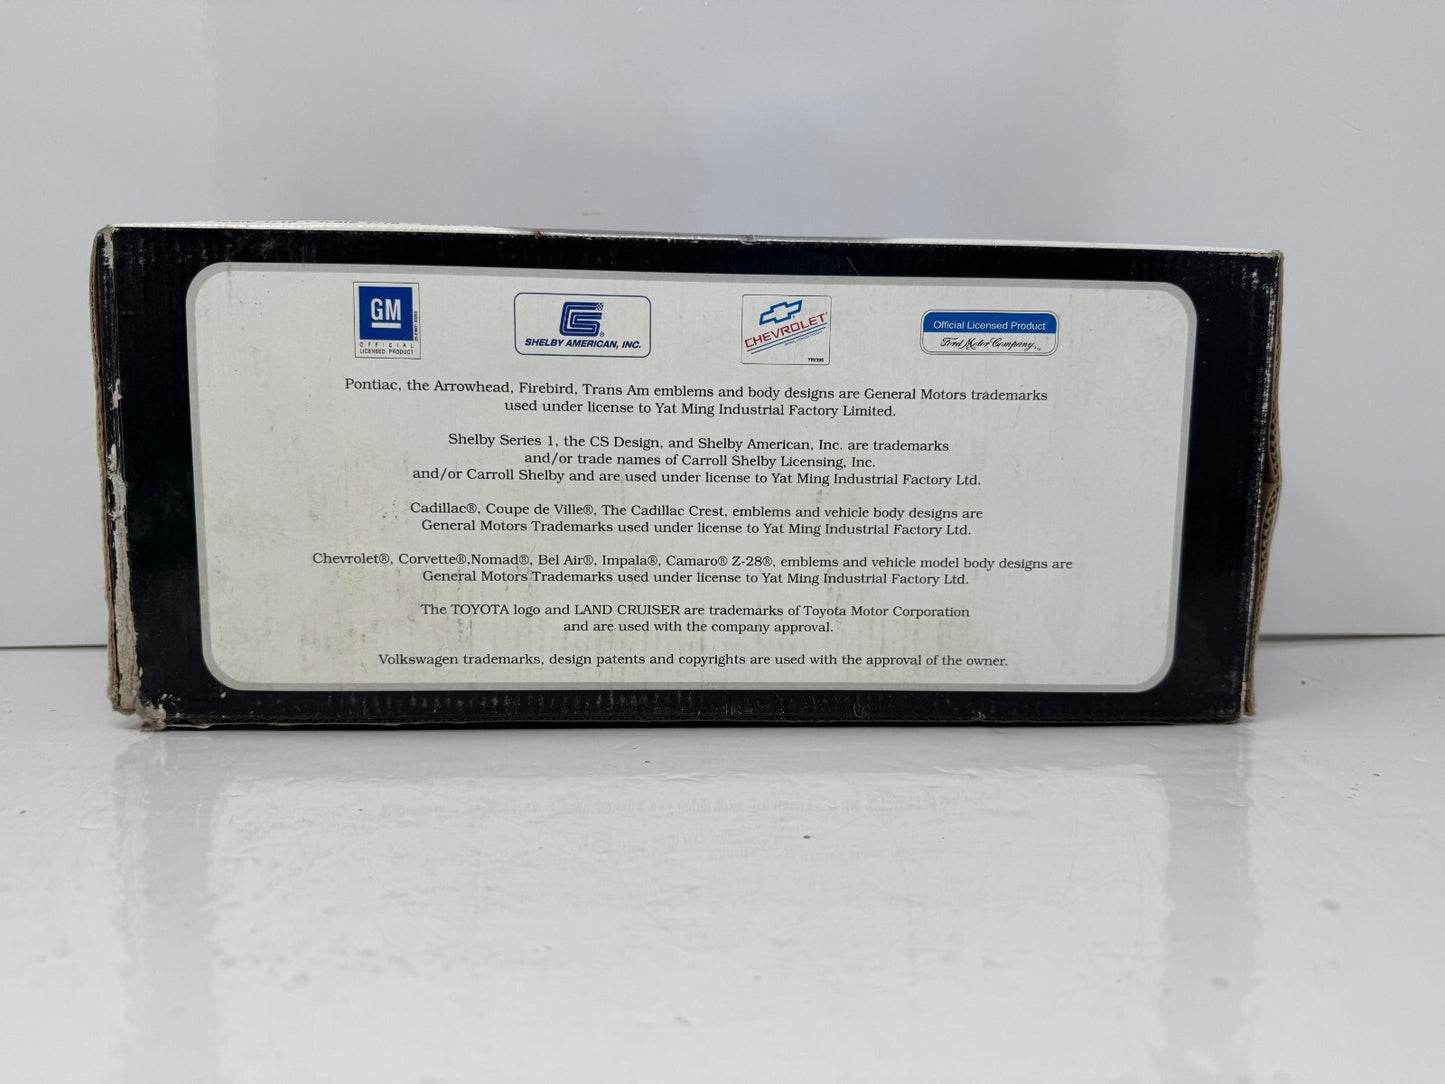 GM
OFFICIAL
LICENSED PRODUCT
SHELBY AMERICAN, INC.
CHEVROLET
Official Licensed Product
Ford Motor Company
Pontiac, the Arrowhead, Firebird, Trans Am emblems and body designs are General Motors trademarks
used under license to Yat Ming Industrial Factory Limited.
Shelby Series 1, the CS Design, and Shelby American, Inc. are trademarks
and/or trade names of Carroll Shelby Licensing, Inc.
and/or Carroll Shelby and are used under license to Yat Ming Industrial Factory Ltd.
Cadillac®, Coupe de Ville®, The Cadillac Crest, emblems and vehicle body designs are
General Motors Trademarks used under license to Yat Ming Industrial Factory Ltd.
Chevrolet®, Corvette®,Nomad®, Bel Air®, Impala®, Camaro® Z-28®, emblems and vehicle model body designs are
General Motors Trademarks used under license to Yat Ming Industrial Factory Ltd.
The TOYOTA logo and LAND CRUISER are trademarks of Toyota Motor Corporation
and are used with the company approval.
Volkswagen trademarks, design patents and copyrights are used with the approval of the owner.